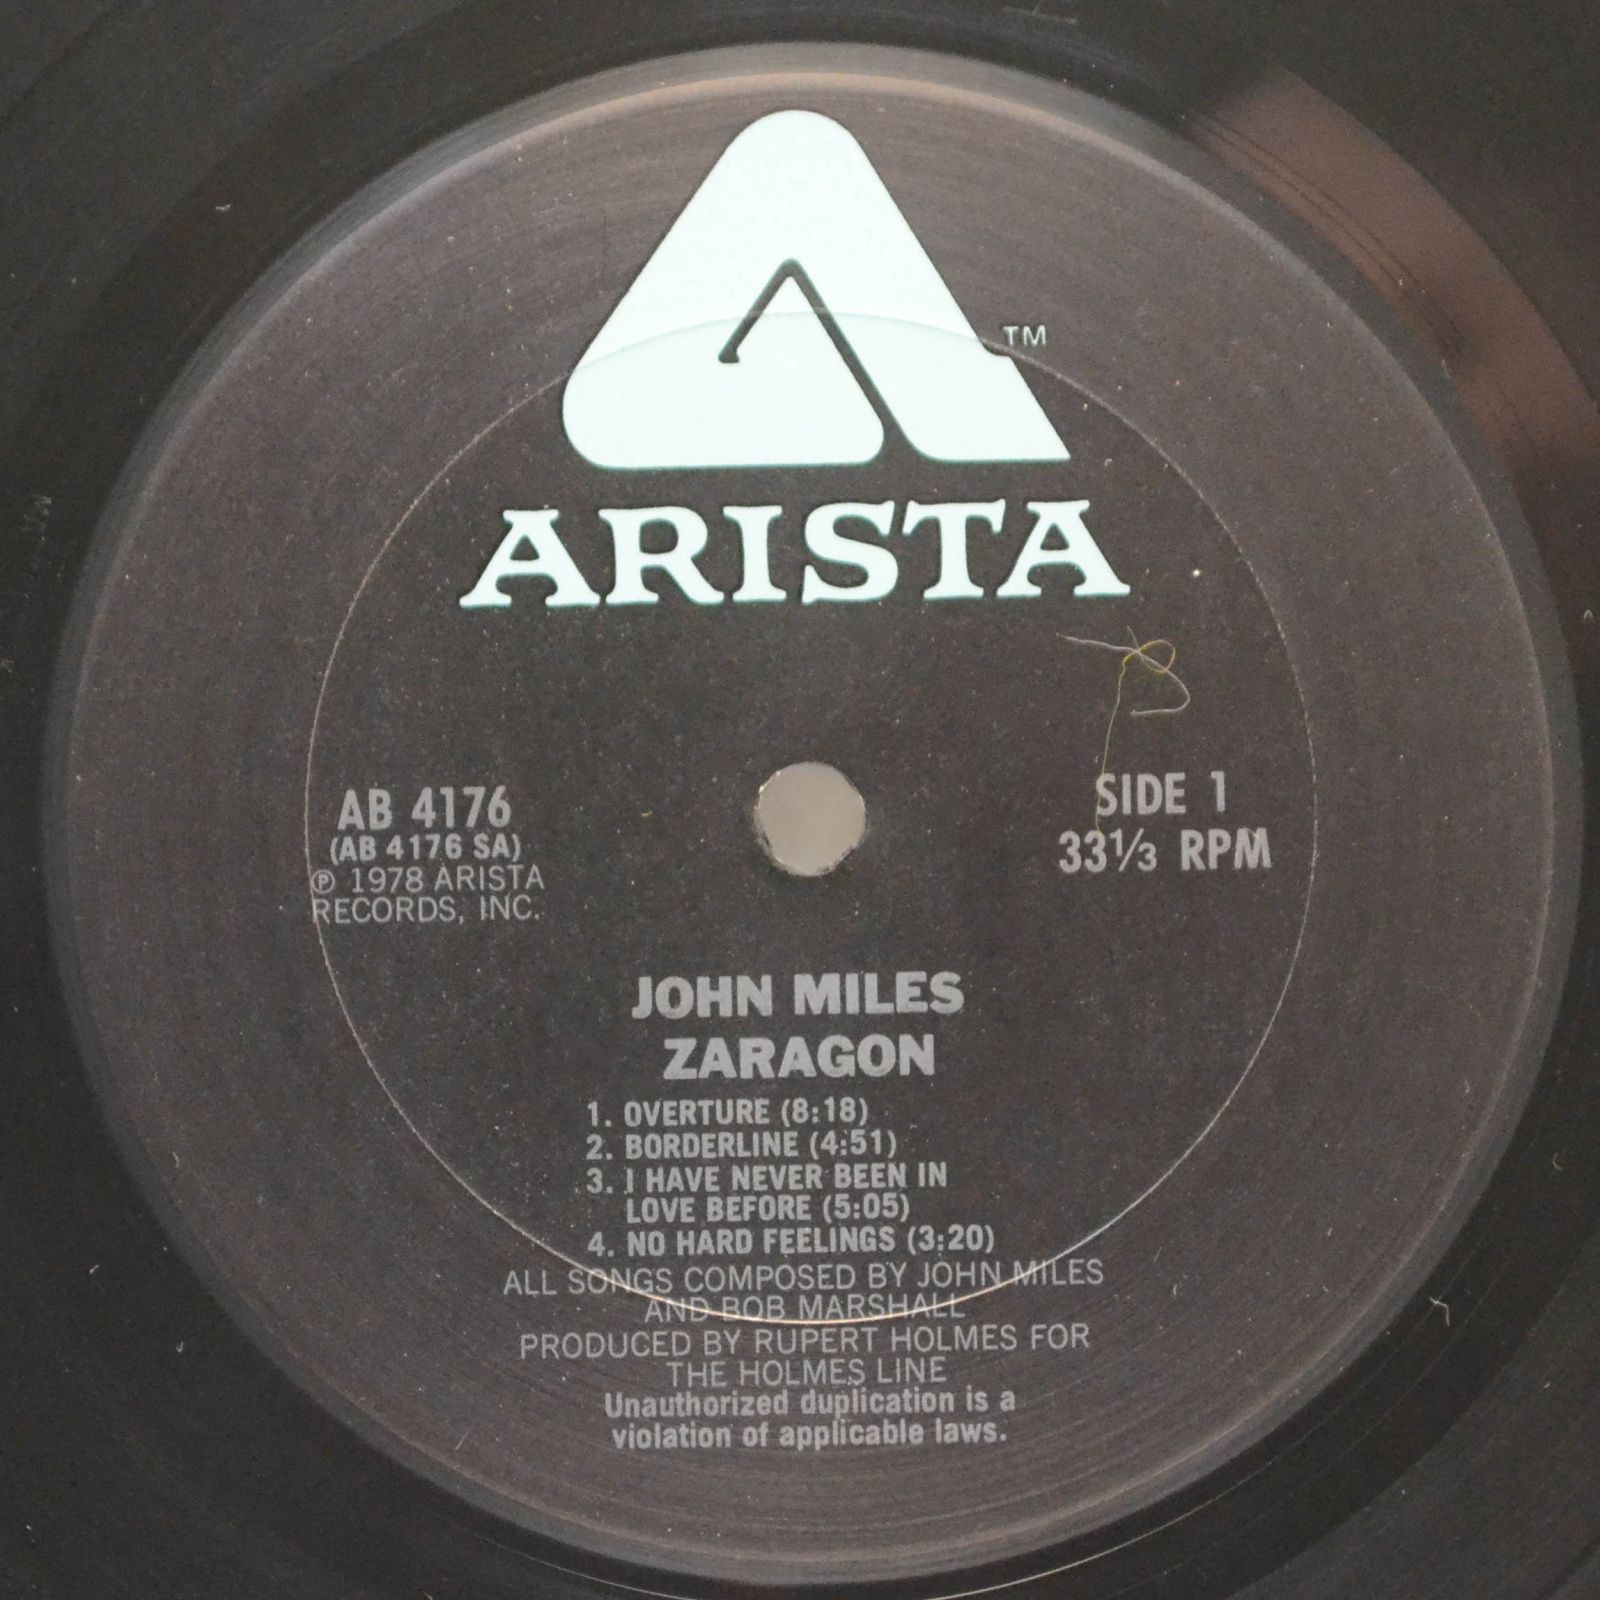 TM
ARISTA
AB 4176
(AB 4176 SA)
℗ 1978 ARISTA
RECORDS, INC.
SIDE 1
33⅓ RPM
JOHN MILES
ZARAGON
1. OVERTURE (8:18)
2. BORDERLINE (4:51)
3. I HAVE NEVER BEEN IN
LOVE BEFORE (5:05)
4. NO HARD FEELINGS (3:20)
ALL SONGS COMPOSED BY JOHN MILES
AND BOB MARSHALL
PRODUCED BY RUPERT HOLMES FOR
THE HOLMES LINE
Unauthorized duplication is a
violation of applicable laws.